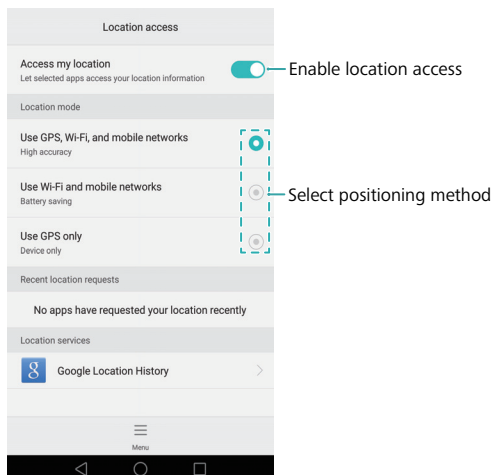 Location access
Access my location
Let selected apps access your location information
Enable location access
Location mode
Use GPS, Wi-Fi, and mobile networks
High accuracy
Use Wi-Fi and mobile networks
Battery saving
Select positioning method
Use GPS only
Device only
Recent location requests
No apps have requested your location recently
Location services
8 Google Location History
Menu